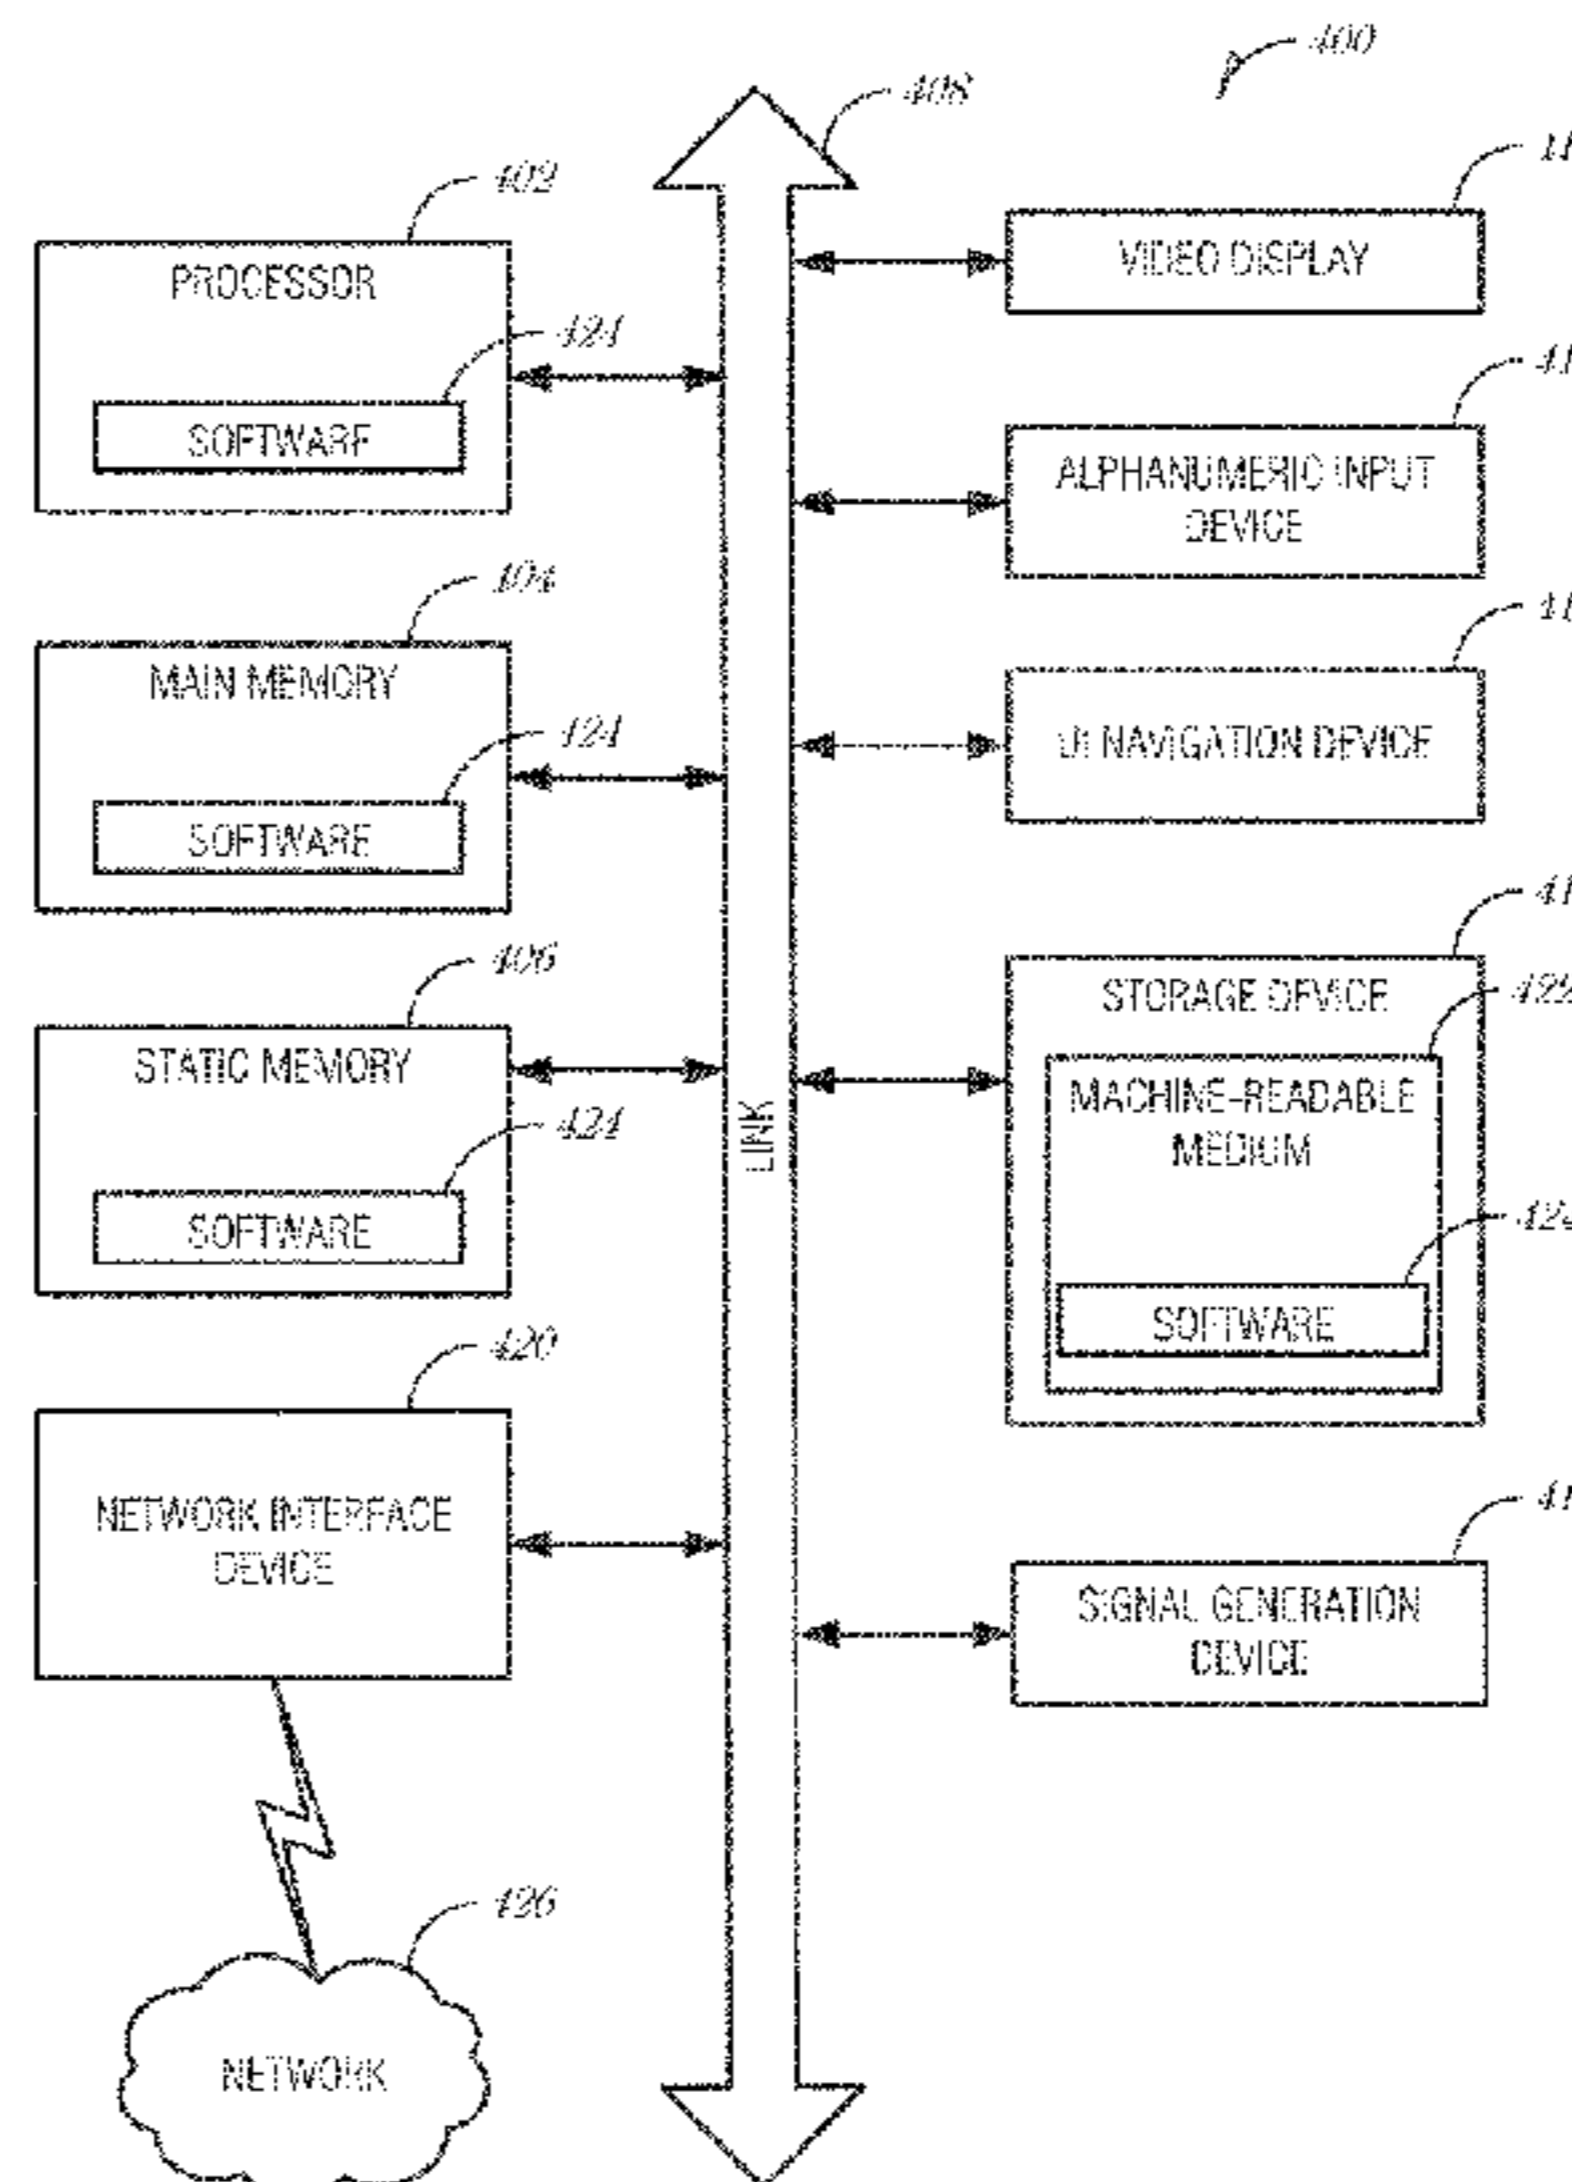 400
408
402
PROCESSOR
424
SOFTWARE
404
MAIN MEMORY
424
SOFTWARE
406
STATIC MEMORY
424
SOFTWARE
420
NETWORK INTERFACE
DEVICE
426
NETWORK
LINK
VIDEO DISPLAY
ALPHANUMERIC INPUT
DEVICE
UI NAVIGATION DEVICE
STORAGE DEVICE
422
MACHINE-READABLE
MEDIUM
424
SOFTWARE
SIGNAL GENERATION
DEVICE